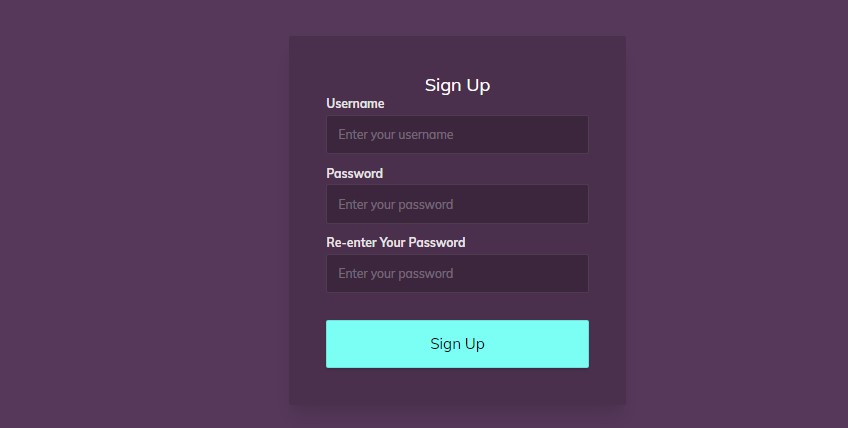 Sign Up
Username
Enter your username
Password
Enter your password
Re-enter Your Password
Enter your password
Sign Up